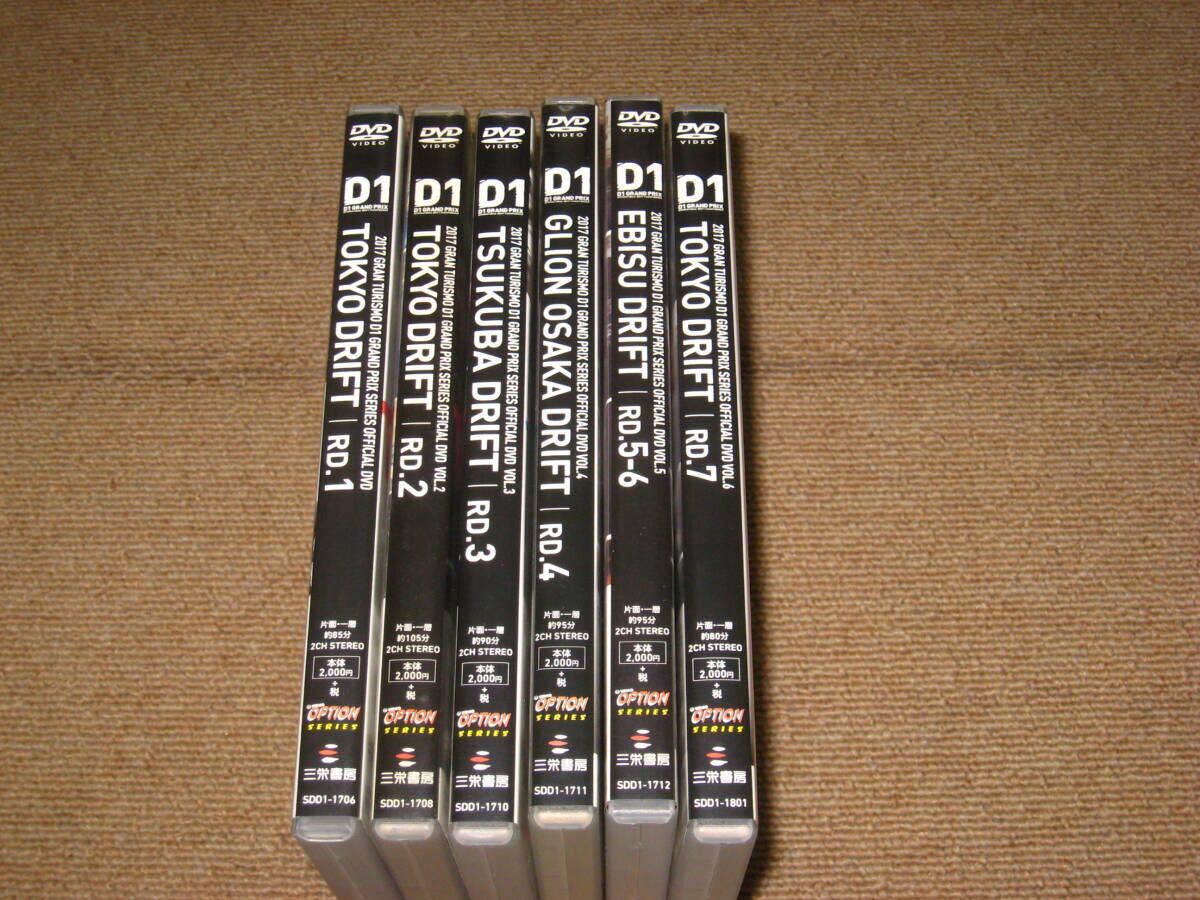 DVD
VIDEO
D1
D1 GRAND PRIX
2017 GRAN TURISMO D1 GRAND PRIX SERIES OFFICIAL DVD
TOKYO DRIFT | RD.1
片面・一層
約85分
2CH STEREO
本体
2,000円
+税
OPTION
SERIES
三栄書房
SDD1-1706
DVD
VIDEO
D1
D1 GRAND PRIX
2017 GRAN TURISMO D1 GRAND PRIX SERIES OFFICIAL DVD VOL.2
TOKYO DRIFT | RD.2
片面・一層
約105分
2CH STEREO
本体
2,000円
+税
OPTION
SERIES
三栄書房
SDD1-1708
DVD
VIDEO
D1
D1 GRAND PRIX
2017 GRAN TURISMO D1 GRAND PRIX SERIES OFFICIAL DVD VOL.3
TSUKUBA DRIFT | RD.3
片面・一層
約90分
2CH STEREO
本体
2,000円
+税
OPTION
SERIES
三栄書房
SDD1-1710
DVD
VIDEO
D1
D1 GRAND PRIX
2017 GRAN TURISMO D1 GRAND PRIX SERIES OFFICIAL DVD VOL.4
GLION OSAKA DRIFT | RD.4
片面・一層
約95分
2CH STEREO
本体
2,000円
+税
OPTION
SERIES
三栄書房
SDD1-1711
DVD
VIDEO
D1
D1 GRAND PRIX
2017 GRAN TURISMO D1 GRAND PRIX SERIES OFFICIAL DVD VOL.5
EBISU DRIFT | RD.5-6
片面・一層
約95分
2CH STEREO
本体
2,000円
+税
OPTION
SERIES
三栄書房
SDD1-1712
DVD
VIDEO
D1
D1 GRAND PRIX
2017 GRAN TURISMO D1 GRAND PRIX SERIES OFFICIAL DVD VOL.6
TOKYO DRIFT | RD.7
片面・一層
約80分
2CH STEREO
本体
2,000円
+税
OPTION
SERIES
三栄書房
SDD1-1801